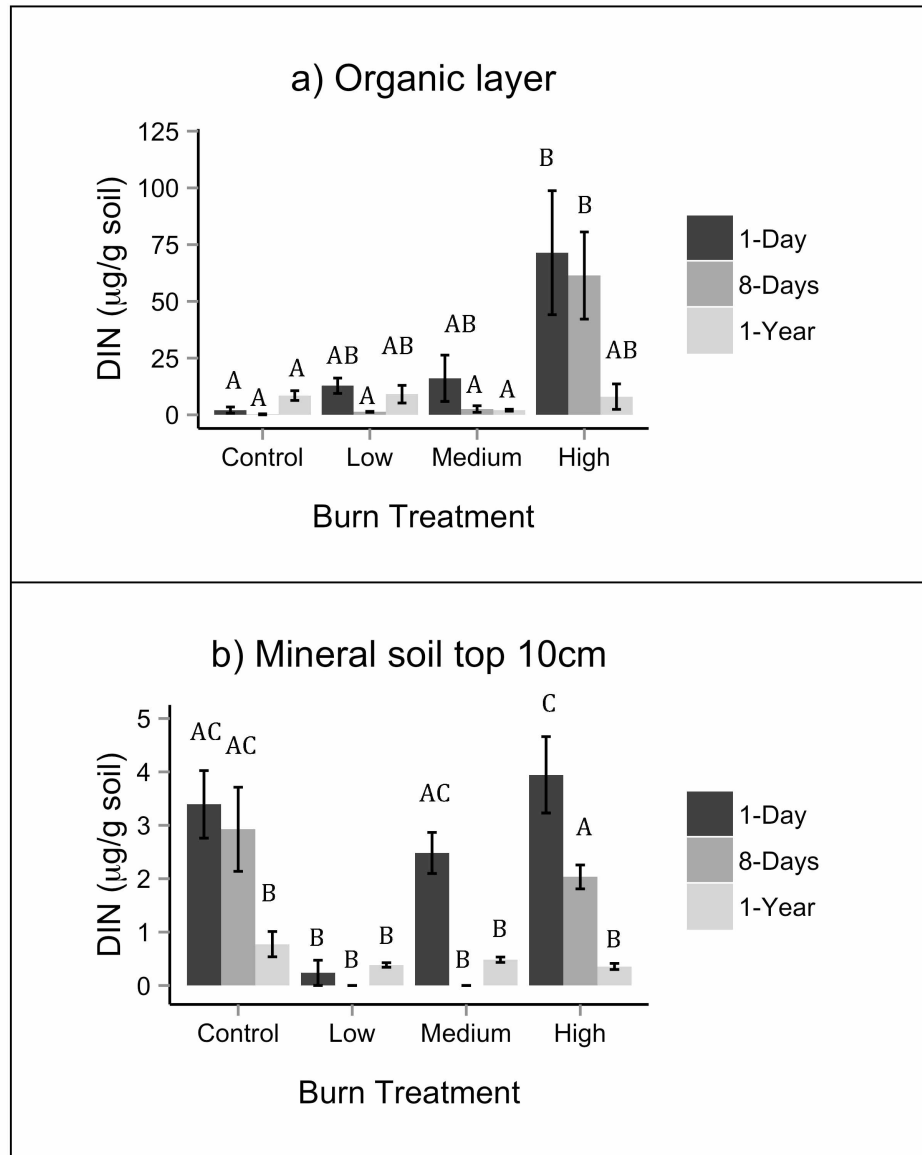 a) Organic layer
125
100
75
50
25
0
DIN (μg/g soil)
A
A
A
AB
A
AB
AB
A
A
B
B
AB
Control
Low
Medium
High
Burn Treatment
1-Day
8-Days
1-Year
b) Mineral soil top 10cm
5
4
3
2
1
0
DIN (μg/g soil)
AC
AC
B
B
B
B
AC
B
B
C
A
B
Control
Low
Medium
High
Burn Treatment
1-Day
8-Days
1-Year